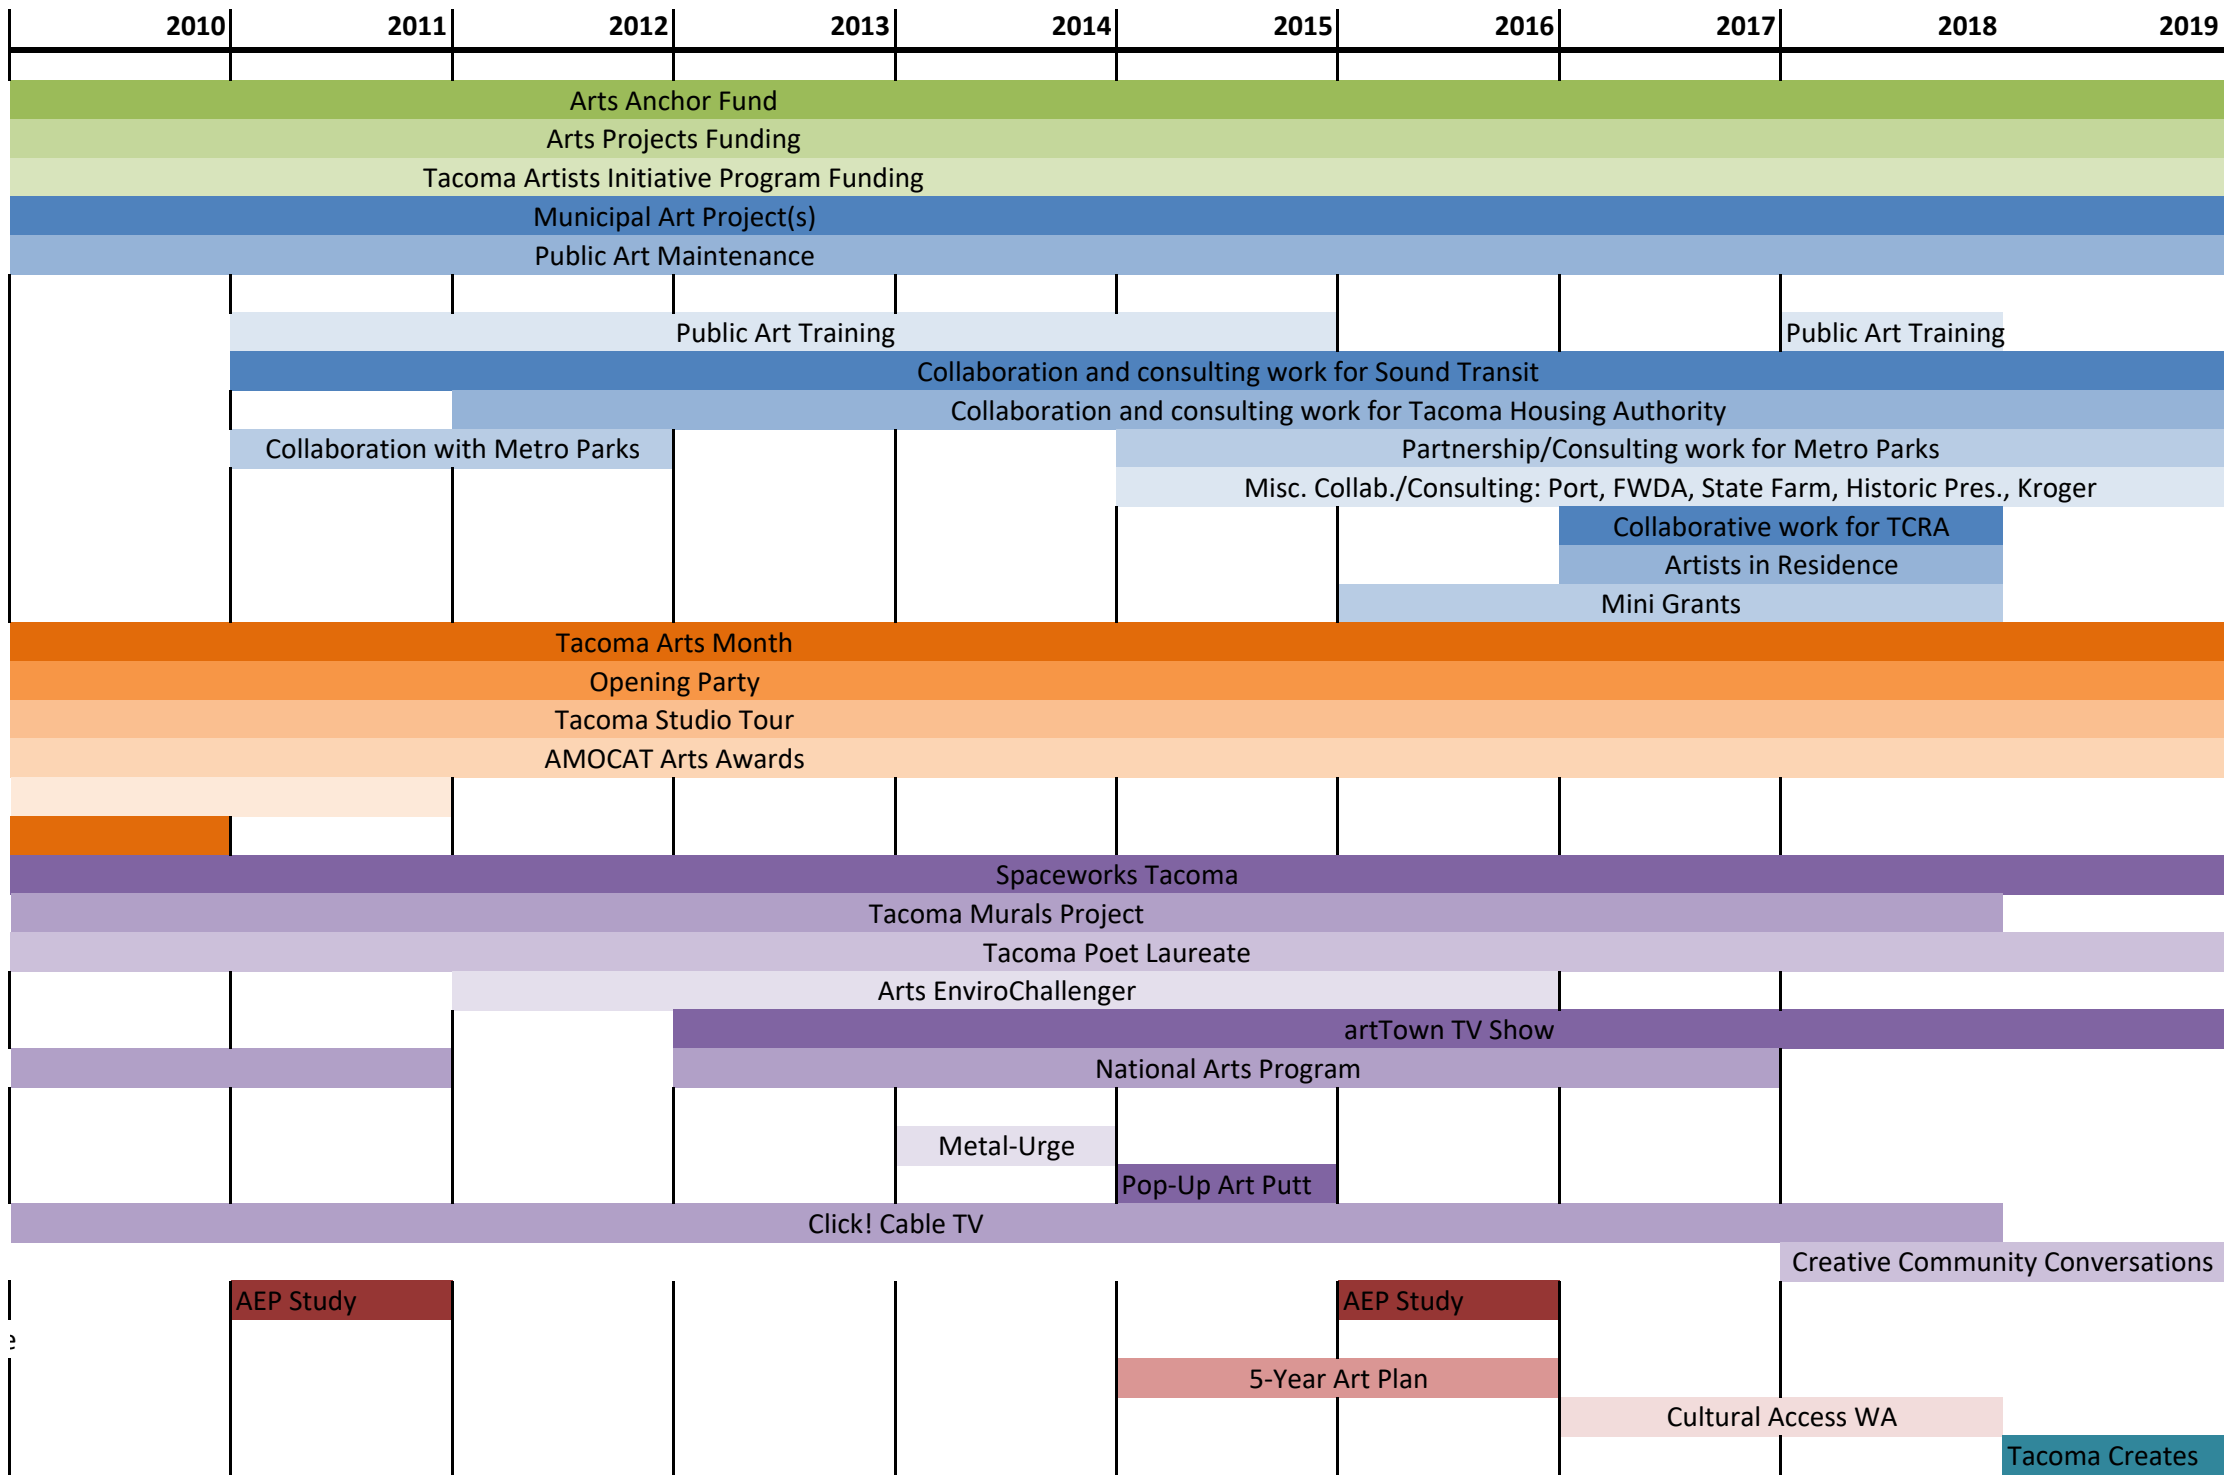 2010 2011 2012 2013 2014 2015 2016 2017 2018 2019
Arts Anchor Fund
Arts Projects Funding
Tacoma Artists Initiative Program Funding
Municipal Art Project(s)
Public Art Maintenance
Public Art Training Public Art Training
Collaboration and consulting work for Sound Transit
Collaboration and consulting work for Tacoma Housing Authority
Collaboration with Metro Parks Partnership/Consulting work for Metro Parks
Misc. Collab./Consulting: Port, FWDA, State Farm, Historic Pres., Kroger
Collaborative work for TCRA
Artists in Residence
Mini Grants
Tacoma Arts Month
Opening Party
Tacoma Studio Tour
AMOCAT Arts Awards
Spaceworks Tacoma
Tacoma Murals Project
Tacoma Poet Laureate
Arts EnviroChallenger
artTown TV Show
National Arts Program
Metal-Urge
Pop-Up Art Putt
Click! Cable TV
Creative Community Conversations
AEP Study AEP Study
5-Year Art Plan
Cultural Access WA
Tacoma Creates